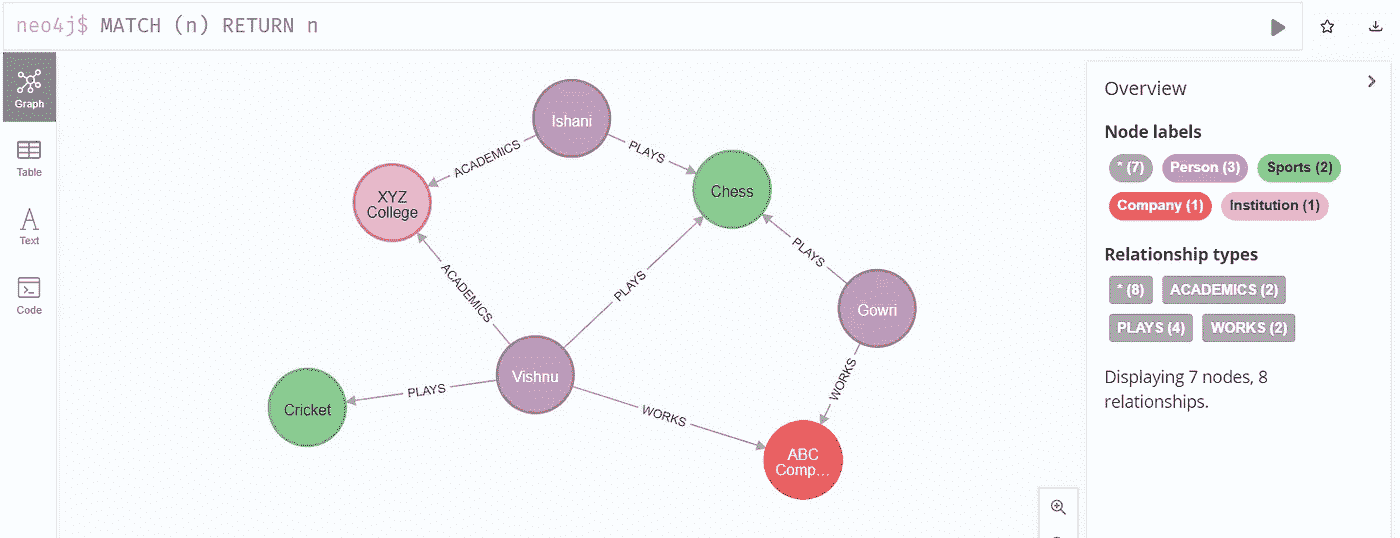 neo4j$ MATCH (n) RETURN n
Graph
Table
Text
Code
Ishani
ACADEMICS
PLAYS
XYZ
College
Chess
ACADEMICS
PLAYS
PLAYS
Gowri
Vishnu
WORKS
Cricket
PLAYS
WORKS
ABC
Comp...
Overview
Node labels
* (7) Person (3) Sports (2)
Company (1) Institution (1)
Relationship types
* (8) ACADEMICS (2)
PLAYS (4) WORKS (2)
Displaying 7 nodes, 8
relationships.